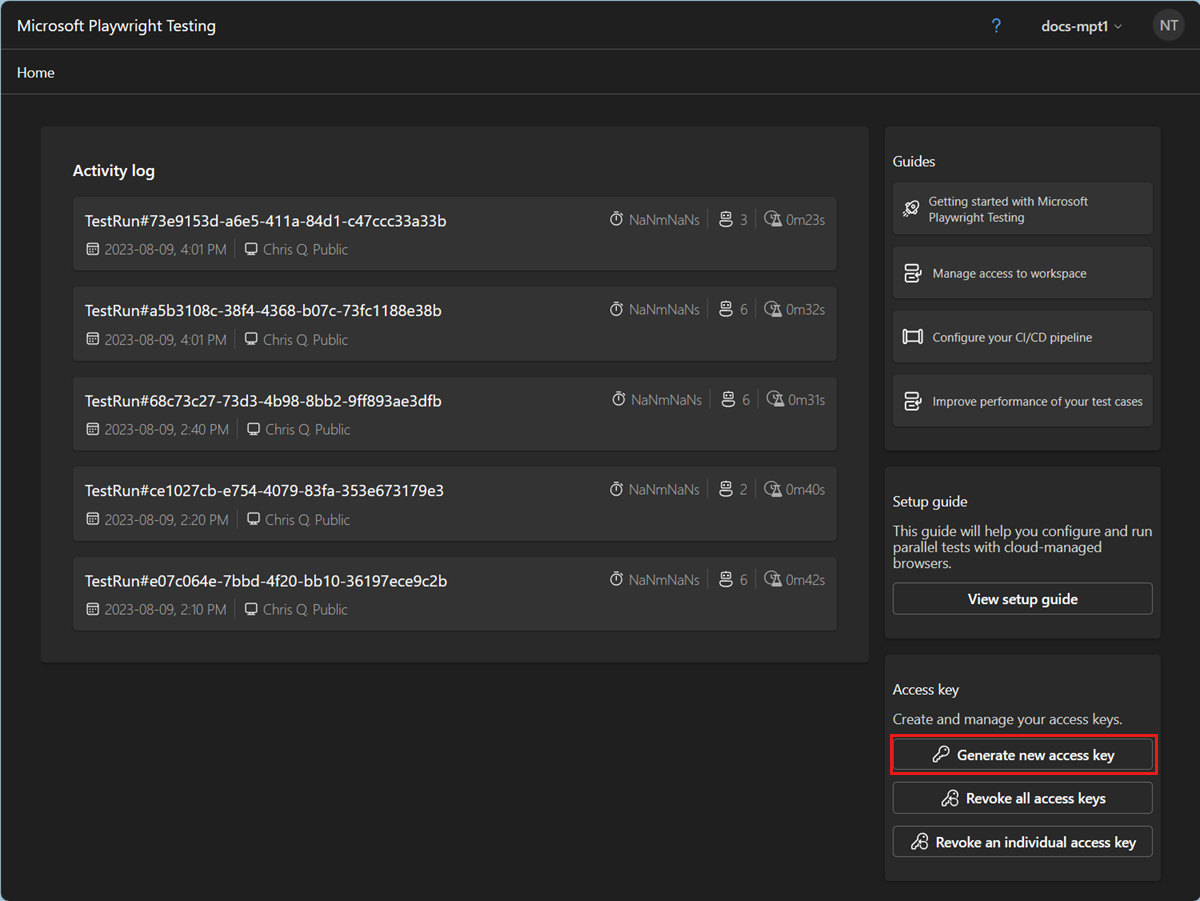 Microsoft Playwright Testing
?
docs-mpt1
NT
Home
Activity log
TestRun#73e9153d-a6e5-411a-84d1-c47ccc33a33b
NaNmNaNs
3
0m23s
2023-08-09, 4:01 PM
Chris Q. Public
TestRun#a5b3108c-38f4-4368-b07c-73fc1188e38b
NaNmNaNs
6
0m32s
2023-08-09, 4:01 PM
Chris Q. Public
TestRun#68c73c27-73d3-4b98-8bb2-9ff893ae3dfb
NaNmNaNs
6
0m31s
2023-08-09, 2:40 PM
Chris Q. Public
TestRun#ce1027cb-e754-4079-83fa-353e673179e3
NaNmNaNs
2
0m40s
2023-08-09, 2:20 PM
Chris Q. Public
TestRun#e07c064e-7bbd-4f20-bb10-36197ece9c2b
NaNmNaNs
6
0m42s
2023-08-09, 2:10 PM
Chris Q. Public
Guides
Getting started with Microsoft
Playwright Testing
Manage access to workspace
Configure your CI/CD pipeline
Improve performance of your test cases
Setup guide
This guide will help you configure and run
parallel tests with cloud-managed
browsers.
View setup guide
Access key
Create and manage your access keys.
Generate new access key
Revoke all access keys
Revoke an individual access key